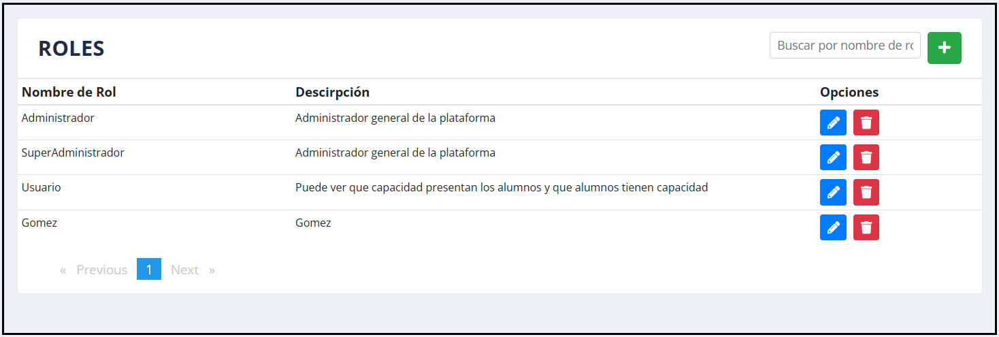 ROLES
Buscar por nombre de ro
Nombre de Rol Descirpción Opciones
Administrador Administrador general de la plataforma
SuperAdministrador Administrador general de la plataforma
Usuario Puede ver que capacidad presentan los alumnos y que alumnos tienen capacidad
Gomez Gomez
« Previous 1 Next »